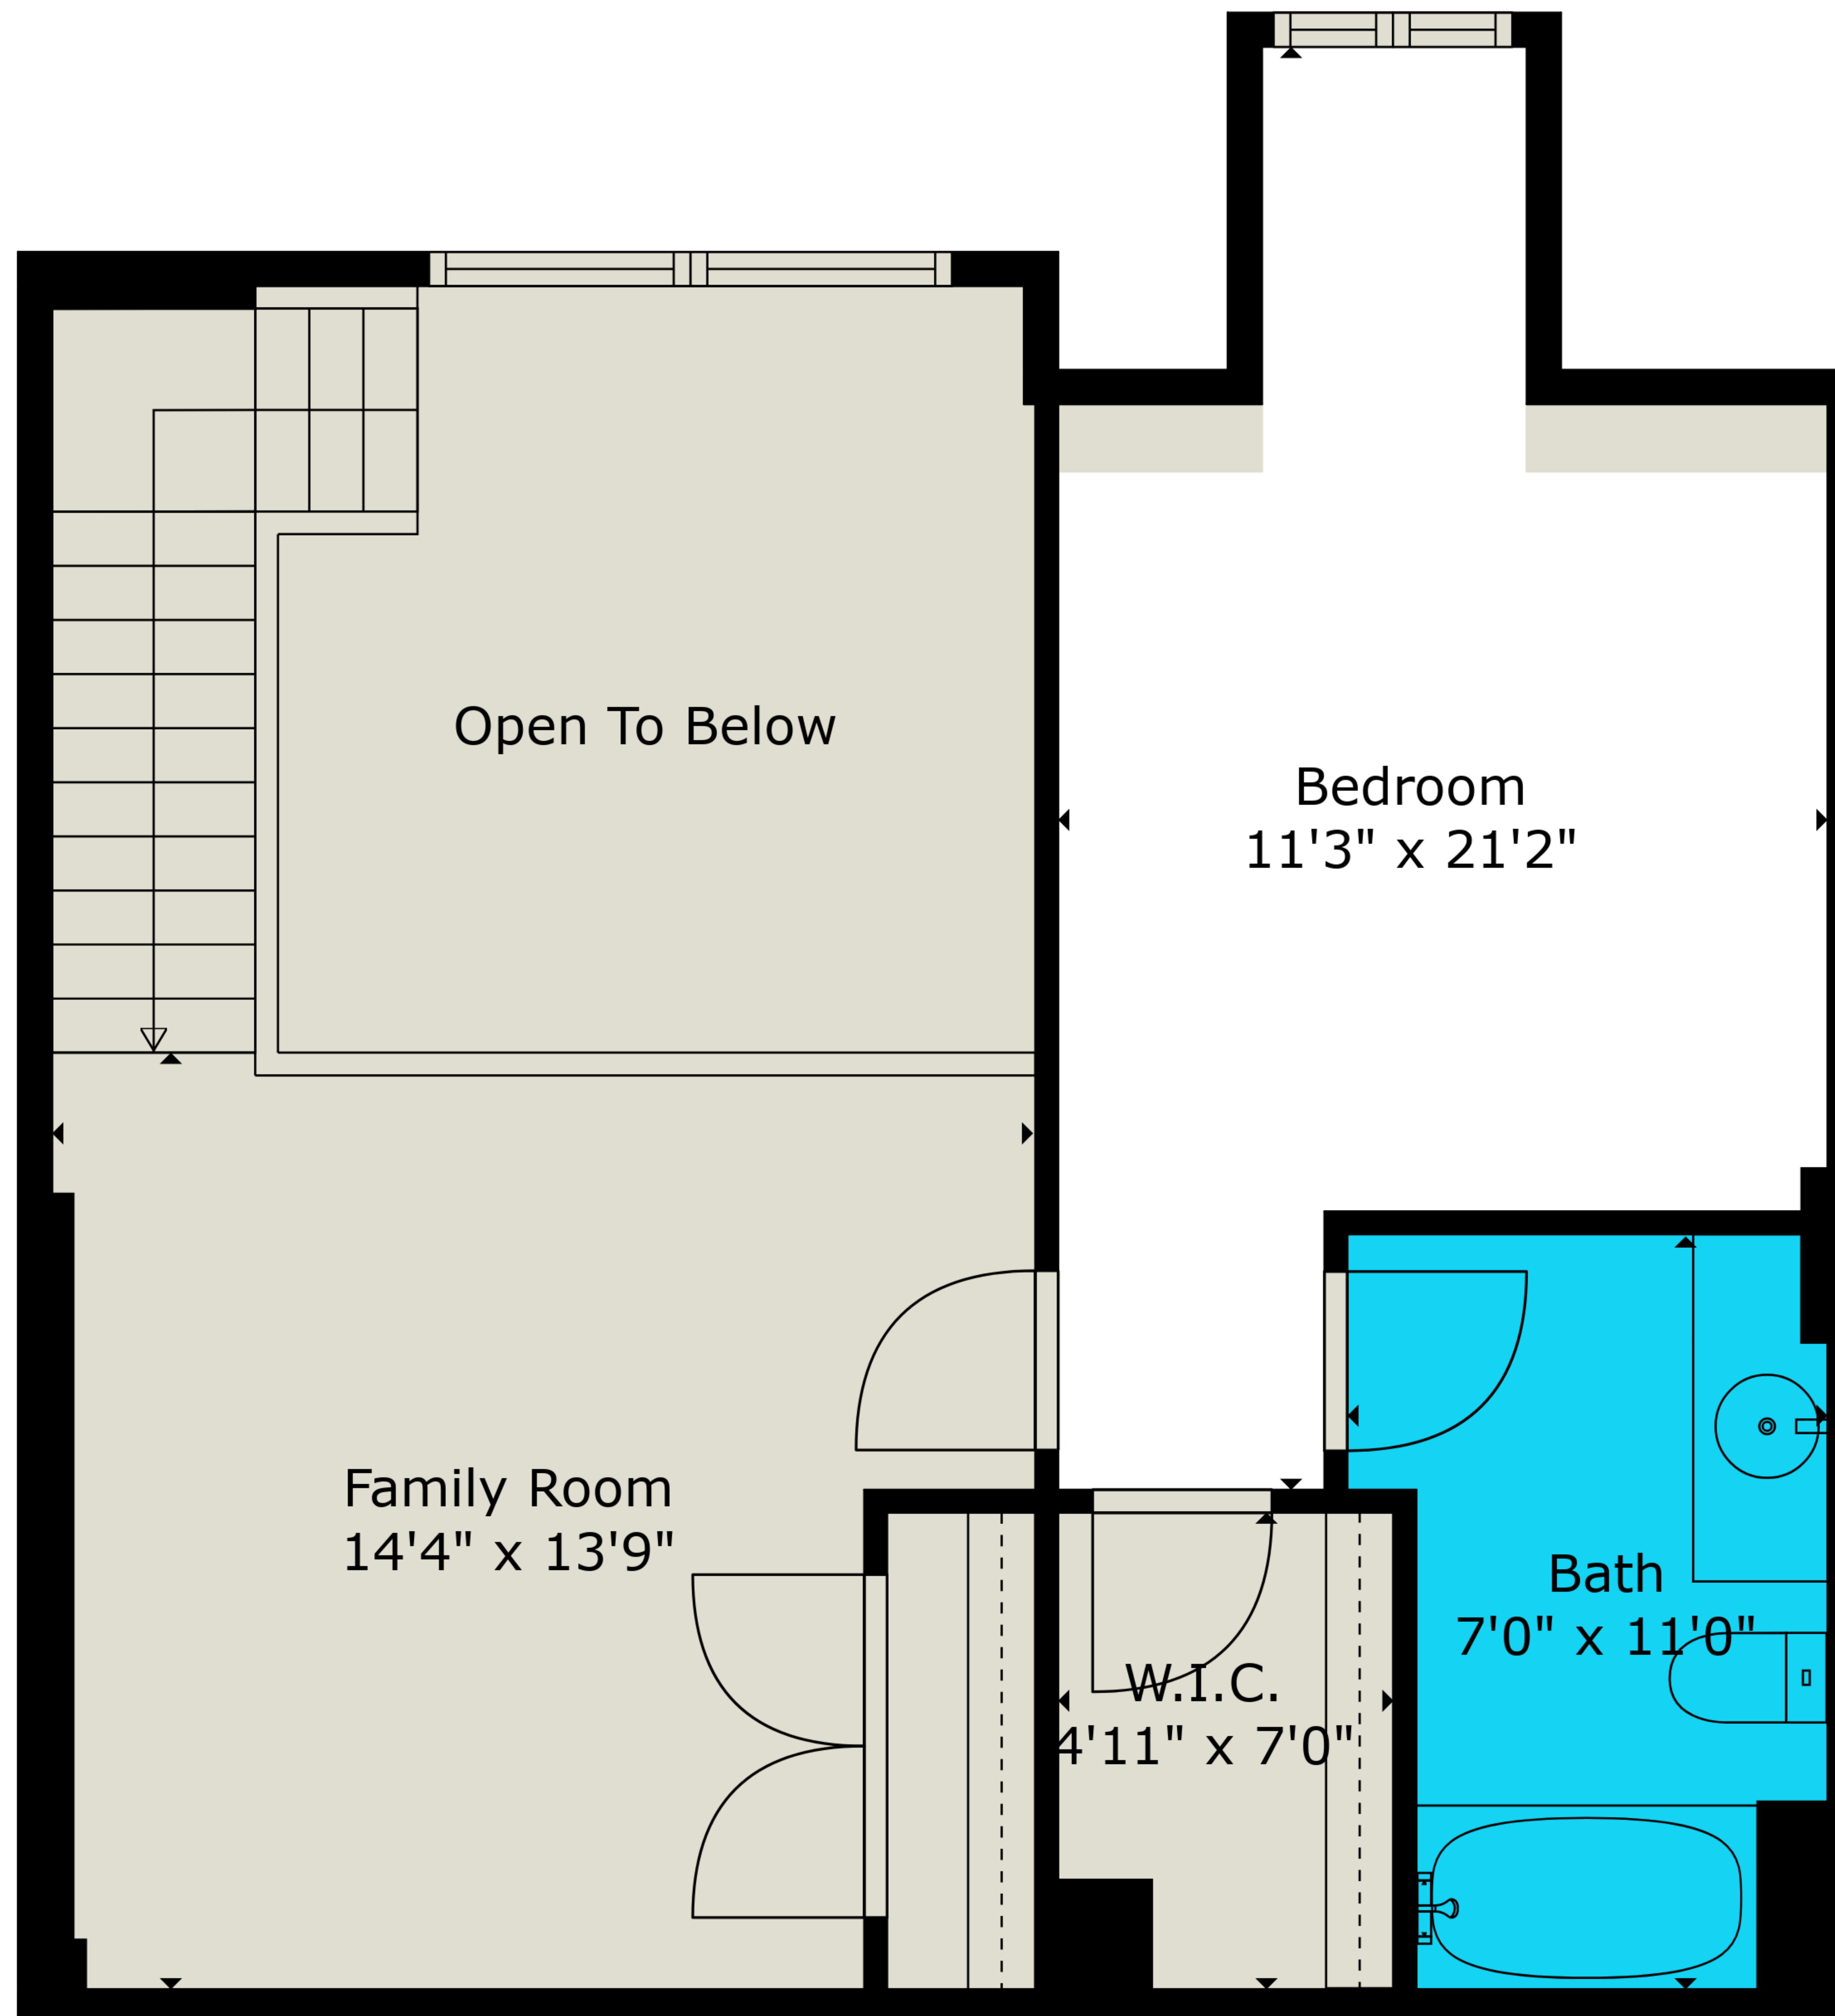 Open To Below
Bedroom
11'3" x 21'2"
Family Room
14'4" x 13'9"
Bath
7'0" x 11'0"
W.I.C.
4'11" x 7'0"